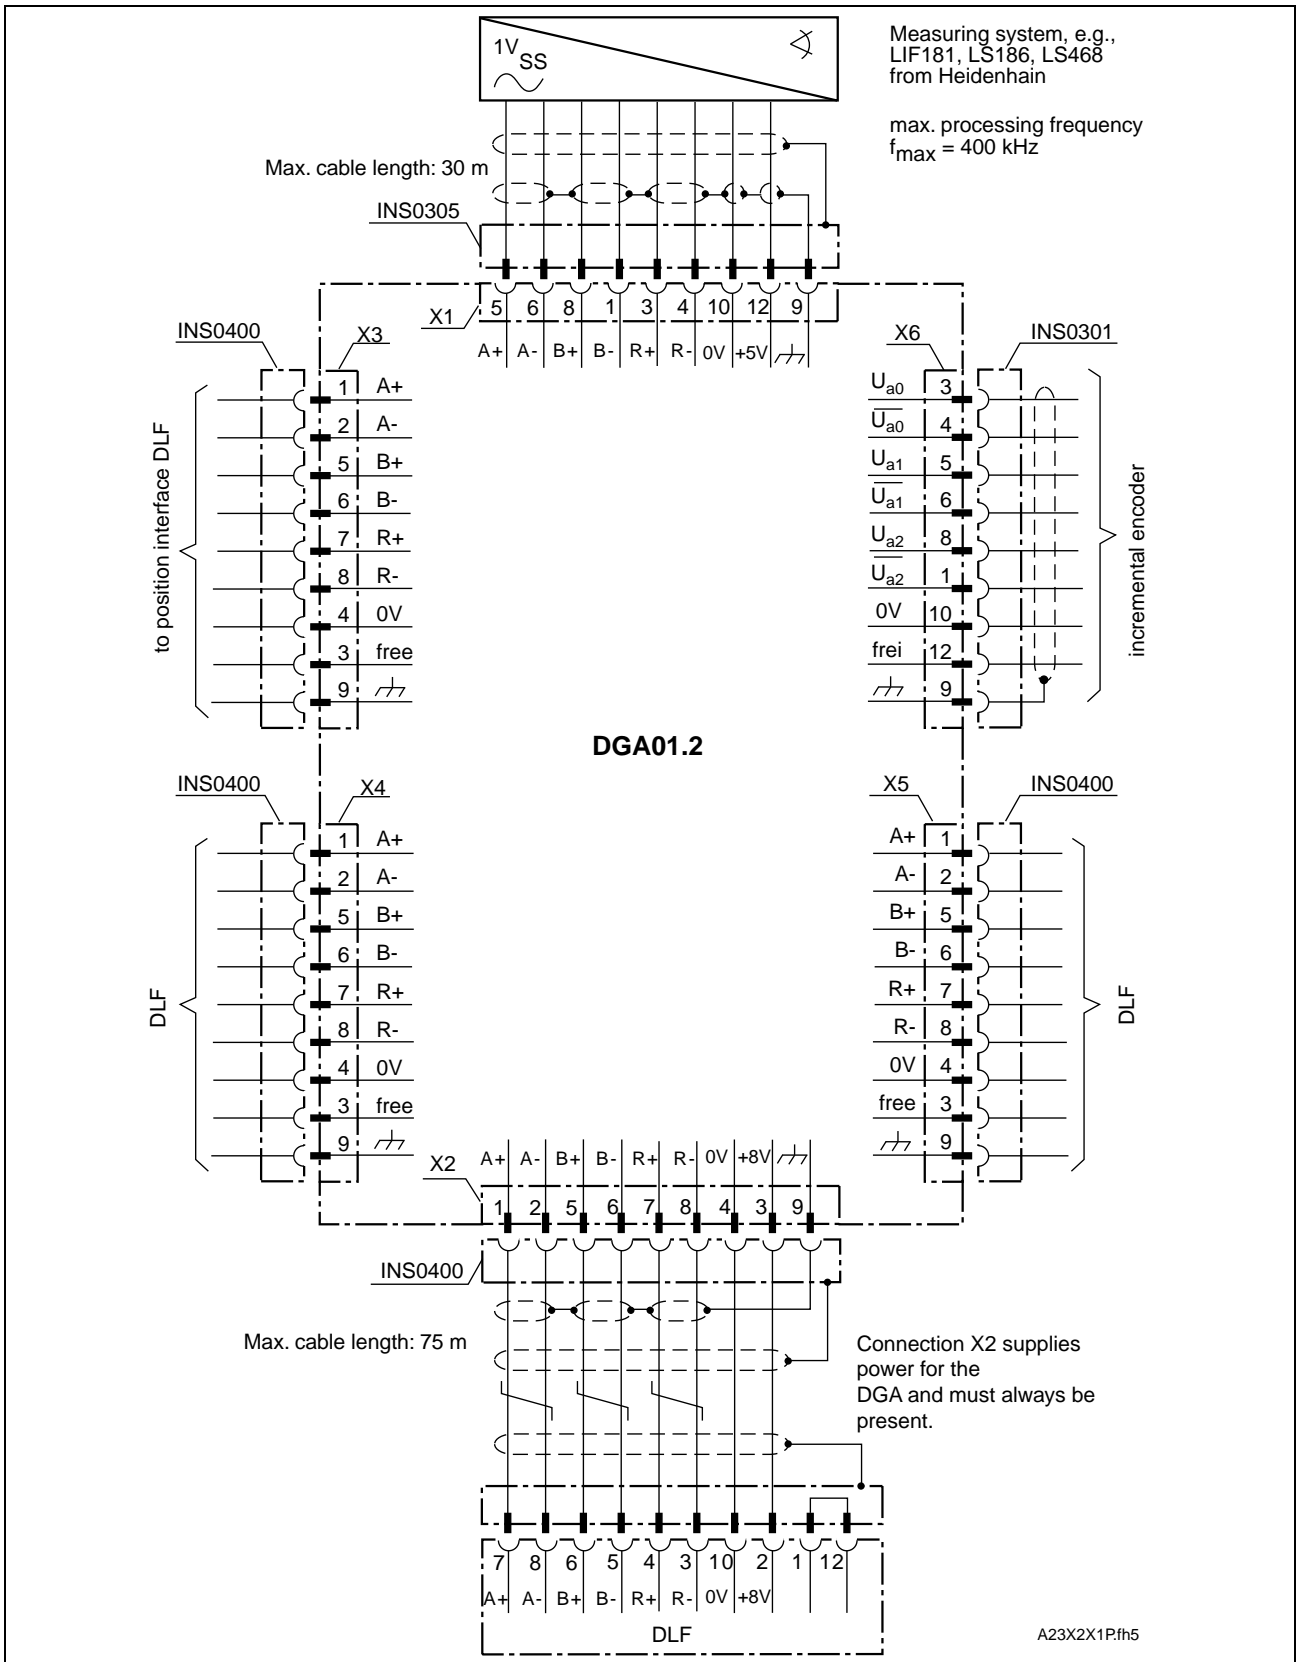 1V SS
Measuring system, e.g.,
LIF181, LS186, LS468
from Heidenhain
max. processing frequency
fmax = 400 kHz
Max. cable length: 30 m
INS0305
X1
5 6 8 1 3 4 10 12 9
A+ A- B+ B- R+ R- 0V +5V
INS0400
X3
to position interface DLF
1 A+
2 A-
5 B+
6 B-
7 R+
8 R-
4 0V
3 free
9
X6
INS0301
Ua0 3
U̅a0 4
Ua1 5
U̅a1 6
Ua2 8
U̅a2 1
0V 10
frei 12
9
incremental encoder
DGA01.2
INS0400
X4
DLF
1 A+
2 A-
5 B+
6 B-
7 R+
8 R-
4 0V
3 free
9
X5
INS0400
A+ 1
A- 2
B+ 5
B- 6
R+ 7
R- 8
0V 4
free 3
9
DLF
X2
A+ A- B+ B- R+ R- 0V +8V
1 2 5 6 7 8 4 3 9
INS0400
Max. cable length: 75 m
Connection X2 supplies
power for the
DGA and must always be
present.
7 8 6 5 4 3 10 2 1 12
A+ A- B+ B- R+ R- 0V +8V
DLF
A23X2X1P.fh5